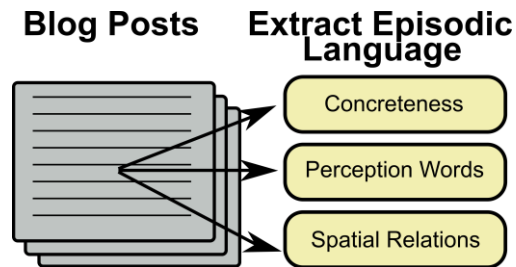 Blog Posts
Extract Episodic
Language
Concreteness
Perception Words
Spatial Relations